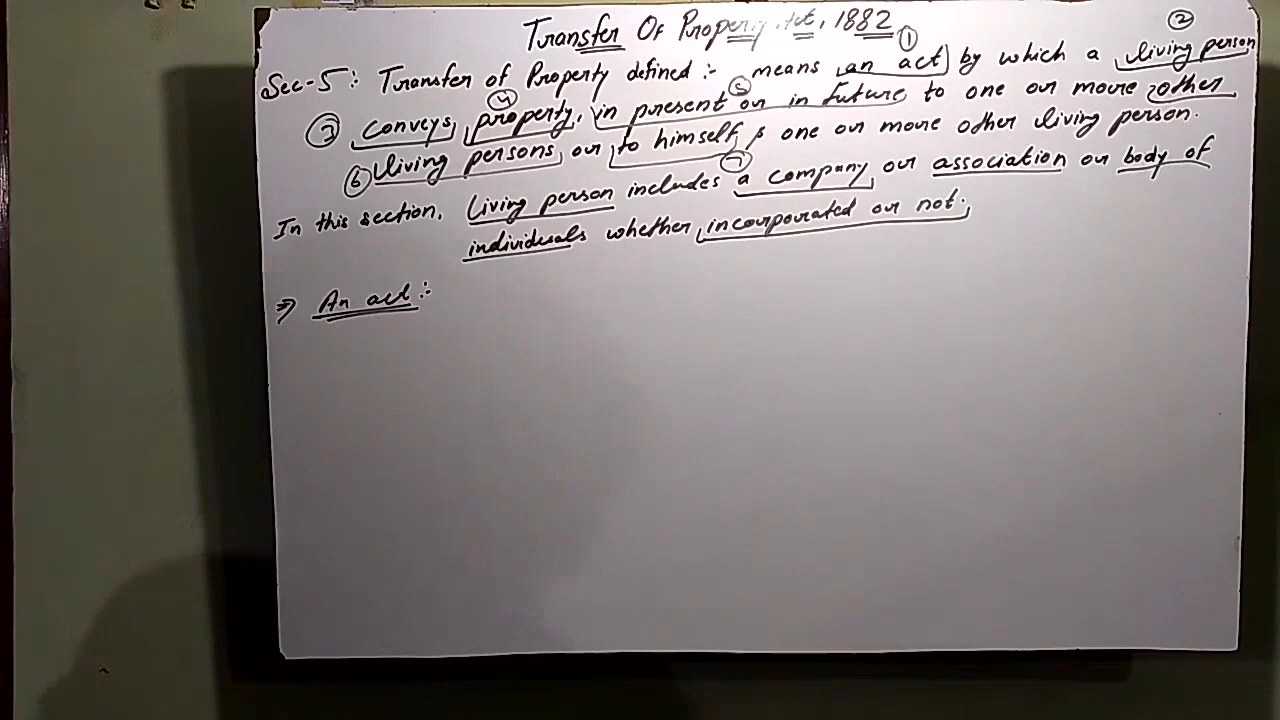 Transfer Of Property Act, 1882
Sec-5: Transfer of Property defined :- means an act ① by which a living person ②
③ conveys property ④, in present or in future ⑤ to one or more other
⑥ living persons or to himself & one or more other living person.
In this section, Living person includes a company ⑦ or association or body of
individuals whether incorporated or not.
⇒ An act :-